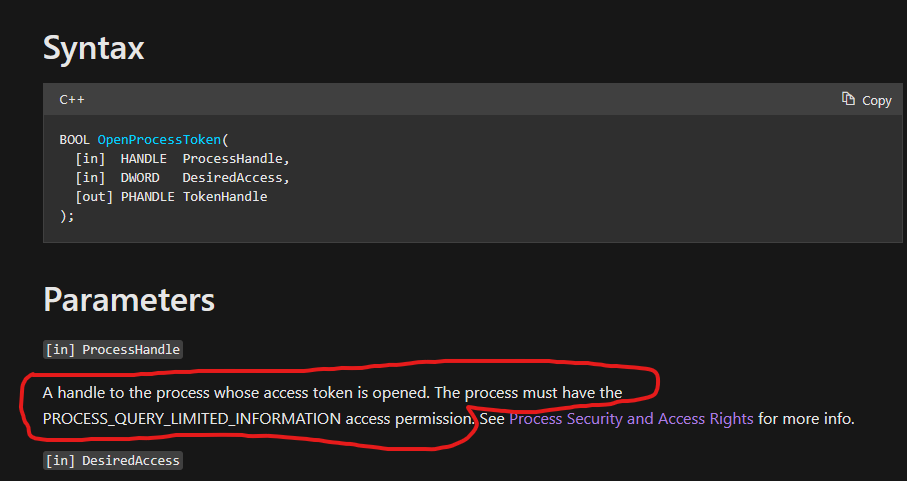 Syntax
C++
Copy
BOOL OpenProcessToken(
[in] HANDLE ProcessHandle,
[in] DWORD DesiredAccess,
[out] PHANDLE TokenHandle
);
Parameters
[in] ProcessHandle
A handle to the process whose access token is opened. The process must have the
PROCESS_QUERY_LIMITED_INFORMATION access permission. See Process Security and Access Rights for more info.
[in] DesiredAccess